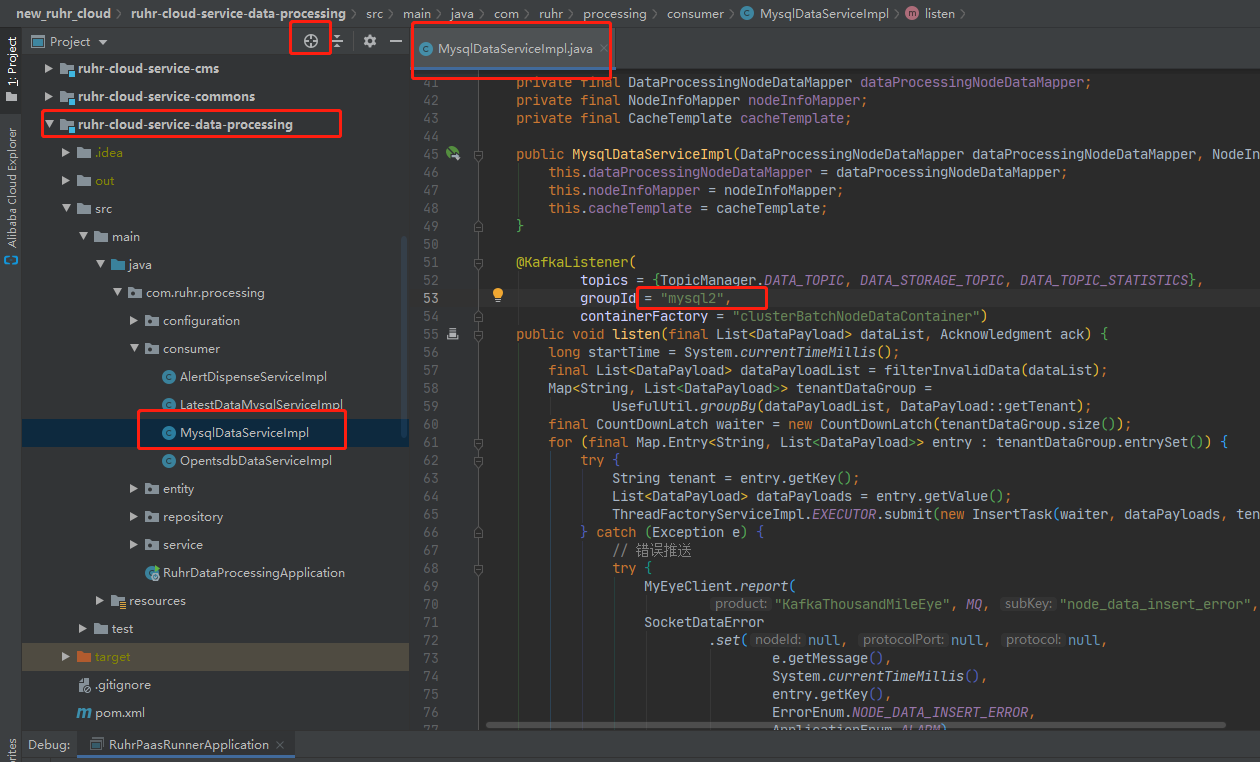 new_ruhr_cloud > ruhr-cloud-service-data-processing > src > main > java > com > ruhr > processing > consumer > MysqlDataServiceImpl > listen
Project
MysqlDataServiceImpl.java
1: Project
Alibaba Cloud Explorer
ruhr-cloud-service-cms
ruhr-cloud-service-commons
ruhr-cloud-service-data-processing
.idea
out
src
main
java
com.ruhr.processing
configuration
consumer
AlertDispenseServiceImpl
LatestDataMysqlServiceImpl
MysqlDataServiceImpl
OpentsdbDataServiceImpl
entity
repository
service
RuhrDataProcessingApplication
resources
test
target
.gitignore
pom.xml
41 private final DataProcessingNodeDataMapper dataProcessingNodeDataMapper;
42 private final NodeInfoMapper nodeInfoMapper;
43 private final CacheTemplate cacheTemplate;
44
45 public MysqlDataServiceImpl(DataProcessingNodeDataMapper dataProcessingNodeDataMapper, NodeIn
46 this.dataProcessingNodeDataMapper = dataProcessingNodeDataMapper;
47 this.nodeInfoMapper = nodeInfoMapper;
48 this.cacheTemplate = cacheTemplate;
49 }
50
51 @KafkaListener(
52 topics = {TopicManager.DATA_TOPIC, DATA_STORAGE_TOPIC, DATA_TOPIC_STATISTICS},
53 groupId = "mysql2",
54 containerFactory = "clusterBatchNodeDataContainer")
55 public void listen(final List<DataPayload> dataList, Acknowledgment ack) {
56 long startTime = System.currentTimeMillis();
57 final List<DataPayload> dataPayloadList = filterInvalidData(dataList);
58 Map<String, List<DataPayload>> tenantDataGroup =
59 UsefulUtil.groupBy(dataPayloadList, DataPayload::getTenant);
60 final CountDownLatch waiter = new CountDownLatch(tenantDataGroup.size());
61 for (final Map.Entry<String, List<DataPayload>> entry : tenantDataGroup.entrySet()) {
62 try {
63 String tenant = entry.getKey();
64 List<DataPayload> dataPayloads = entry.getValue();
65 ThreadFactoryServiceImpl.EXECUTOR.submit(new InsertTask(waiter, dataPayloads, ten
66 } catch (Exception e) {
67 // 错误推送
68 try {
69 MyEyeClient.report(
70 product: "KafkaThousandMileEye", MQ, subKey: "node_data_insert_error",
71 SocketDataError
72 .set( nodeId: null, protocolPort: null, protocol: null,
73 e.getMessage(),
74 System.currentTimeMillis(),
75 entry.getKey(),
76 ErrorEnum.NODE_DATA_INSERT_ERROR,
77 ApplicationEnum.ALARM)
Debug: RuhrPaasRunnerApplication